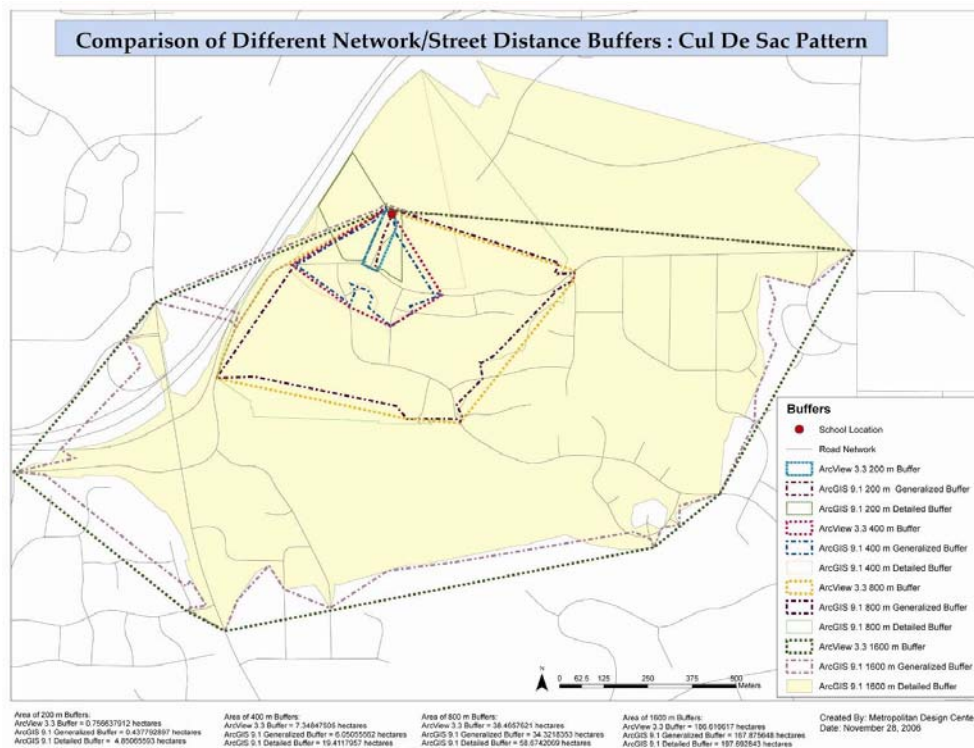 Comparison of Different Network/Street Distance Buffers : Cul De Sac Pattern
Buffers
School Location
Road Network
ArcView 3.3 200 m Buffer
ArcGIS 9.1 200 m Generalized Buffer
ArcGIS 9.1 200 m Detailed Buffer
ArcView 3.3 400 m Buffer
ArcGIS 9.1 400 m Generalized Buffer
ArcGIS 9.1 400 m Detailed Buffer
ArcView 3.3 800 m Buffer
ArcGIS 9.1 800 m Generalized Buffer
ArcGIS 9.1 800 m Detailed Buffer
ArcView 3.3 1600 m Buffer
ArcGIS 9.1 1600 m Generalized Buffer
ArcGIS 9.1 1600 m Detailed Buffer
N
0 62.5 125 250 375 500
Meters
Area of 200 m Buffers:
ArcView 3.3 Buffer = 0.756637912 hectares
ArcGIS 9.1 Generalized Buffer = 0.437792897 hectares
ArcGIS 9.1 Detailed Buffer = 4.85065593 hectares
Area of 400 m Buffers:
ArcView 3.3 Buffer = 7.34847505 hectares
ArcGIS 9.1 Generalized Buffer = 6.05055562 hectares
ArcGIS 9.1 Detailed Buffer = 19.4117957 hectares
Area of 800 m Buffers:
ArcView 3.3 Buffer = 38.4657621 hectares
ArcGIS 9.1 Generalized Buffer = 34.3218353 hectares
ArcGIS 9.1 Detailed Buffer = 58.6742069 hectares
Area of 1600 m Buffers:
ArcView 3.3 Buffer = 186.616617 hectares
ArcGIS 9.1 Generalized Buffer = 167.875648 hectares
ArcGIS 9.1 Detailed Buffer = 197.692643 hectares
Created By: Metropolitan Design Center
Date: November 28, 2006